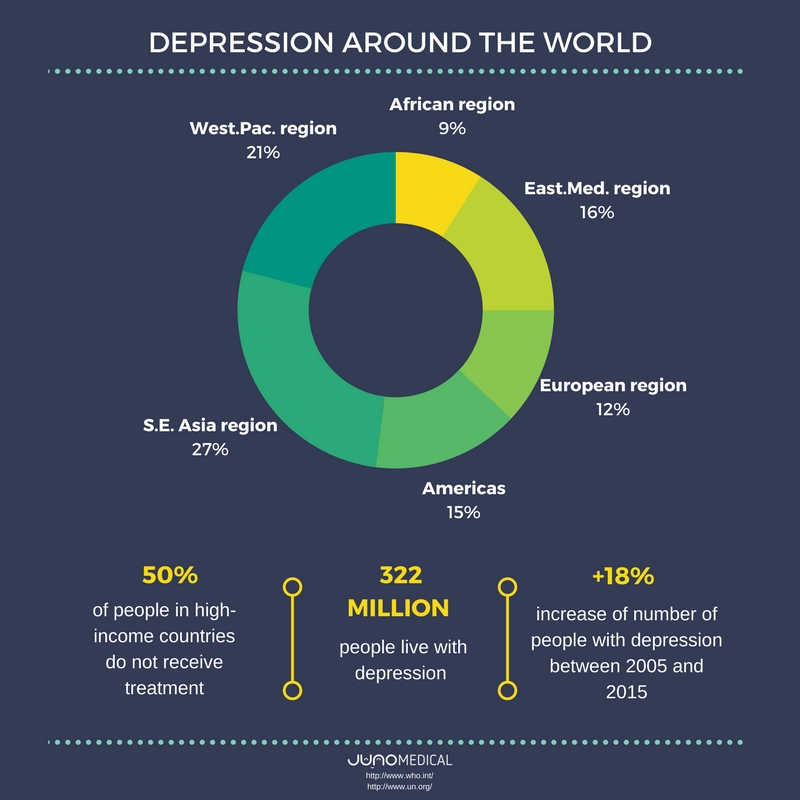 DEPRESSION AROUND THE WORLD
African region
9%
West.Pac. region
21%
East.Med. region
16%
European region
12%
S.E. Asia region
27%
Americas
15%
50%
of people in high-
income countries
do not receive
treatment
322
MILLION
people live with
depression
+18%
increase of number of
people with depression
between 2005 and
2015
JUNOMEDICAL
http://www.who.int/
http://www.un.org/